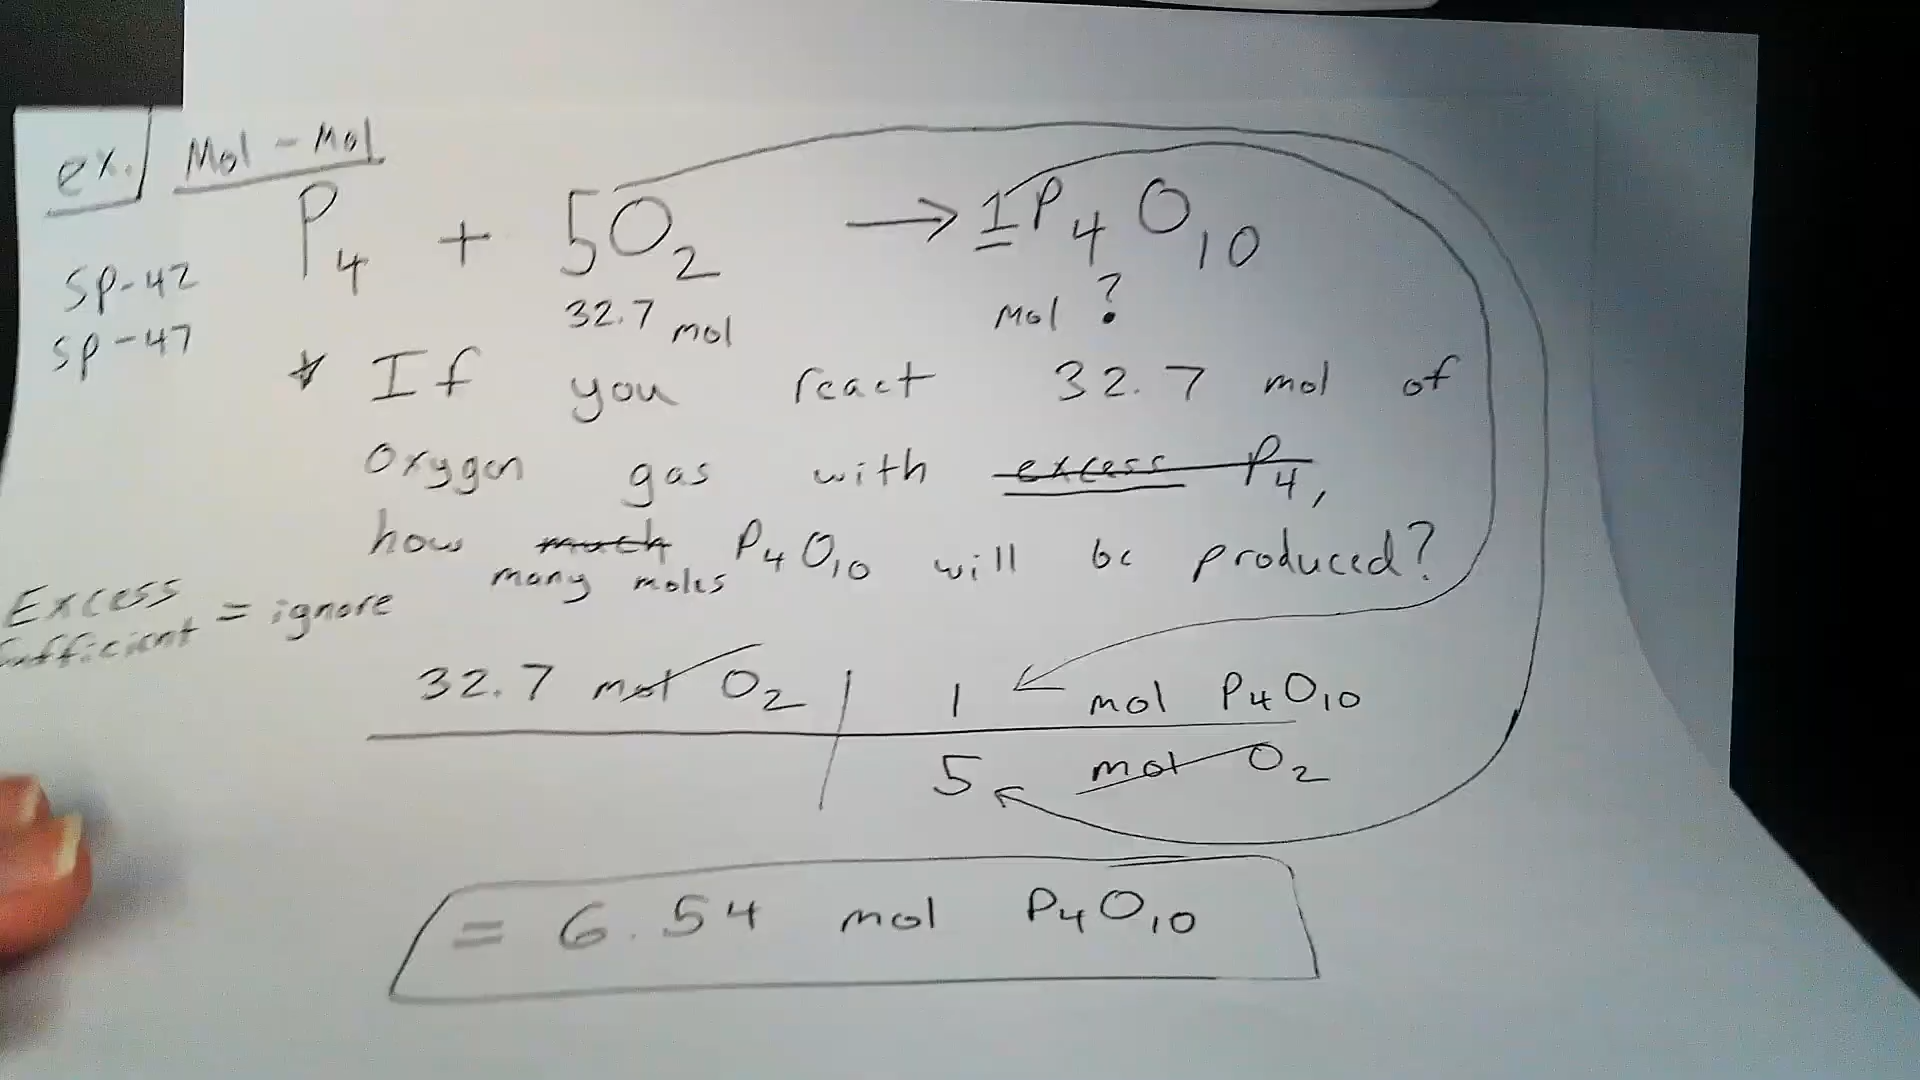 ex. Mol - Mol
P₄ + 5O₂ → 1P₄O₁₀
32.7 mol Mol ?
SP-42
SP-47
* If you react 32.7 mol of
oxygen gas with excess P₄,
how much P₄O₁₀ will be produced?
many moles
Excess
Sufficient = ignore
32.7 mol O₂ | 1 mol P₄O₁₀
5 mol O₂
= 6.54 mol P₄O₁₀